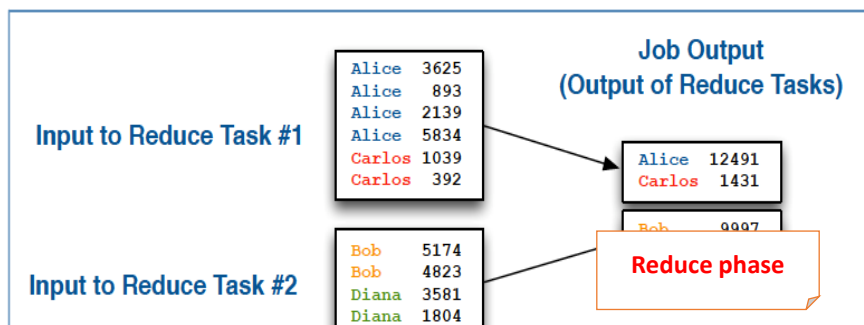 Job Output
(Output of Reduce Tasks)
Input to Reduce Task #1
Alice 3625
Alice 893
Alice 2139
Alice 5834
Carlos 1039
Carlos 392
Alice 12491
Carlos 1431
Bob 9997
Reduce phase
Input to Reduce Task #2
Bob 5174
Bob 4823
Diana 3581
Diana 1804